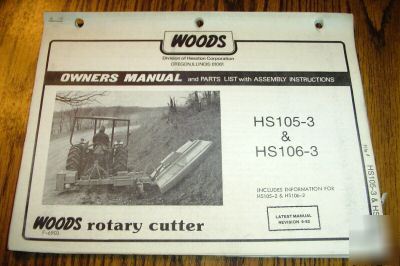 WOODS
Division of Hesston Corporation
OREGON, ILLINOIS 61061
OWNERS MANUAL and PARTS LIST with ASSEMBLY INSTRUCTIONS
HS105-3
&
HS106-3
INCLUDES INFORMATION FOR
HS105-2 & HS106-2
LATEST MANUAL
REVISION
WOODS rotary cutter
HS105-3 & HS